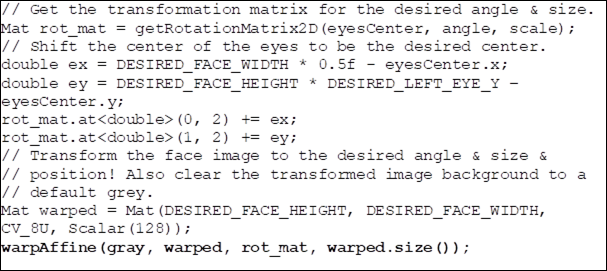 // Get the transformation matrix for the desired angle & size.
Mat rot_mat = getRotationMatrix2D(eyesCenter, angle, scale);
// Shift the center of the eyes to be the desired center.
double ex = DESIRED_FACE_WIDTH * 0.5f - eyesCenter.x;
double ey = DESIRED_FACE_HEIGHT * DESIRED_LEFT_EYE_Y –
eyesCenter.y;
rot_mat.at<double>(0, 2) += ex;
rot_mat.at<double>(1, 2) += ey;
// Transform the face image to the desired angle & size &
// position! Also clear the transformed image background to a
// default grey.
Mat warped = Mat(DESIRED_FACE_HEIGHT, DESIRED_FACE_WIDTH,
CV_8U, Scalar(128));
warpAffine(gray, warped, rot_mat, warped.size());